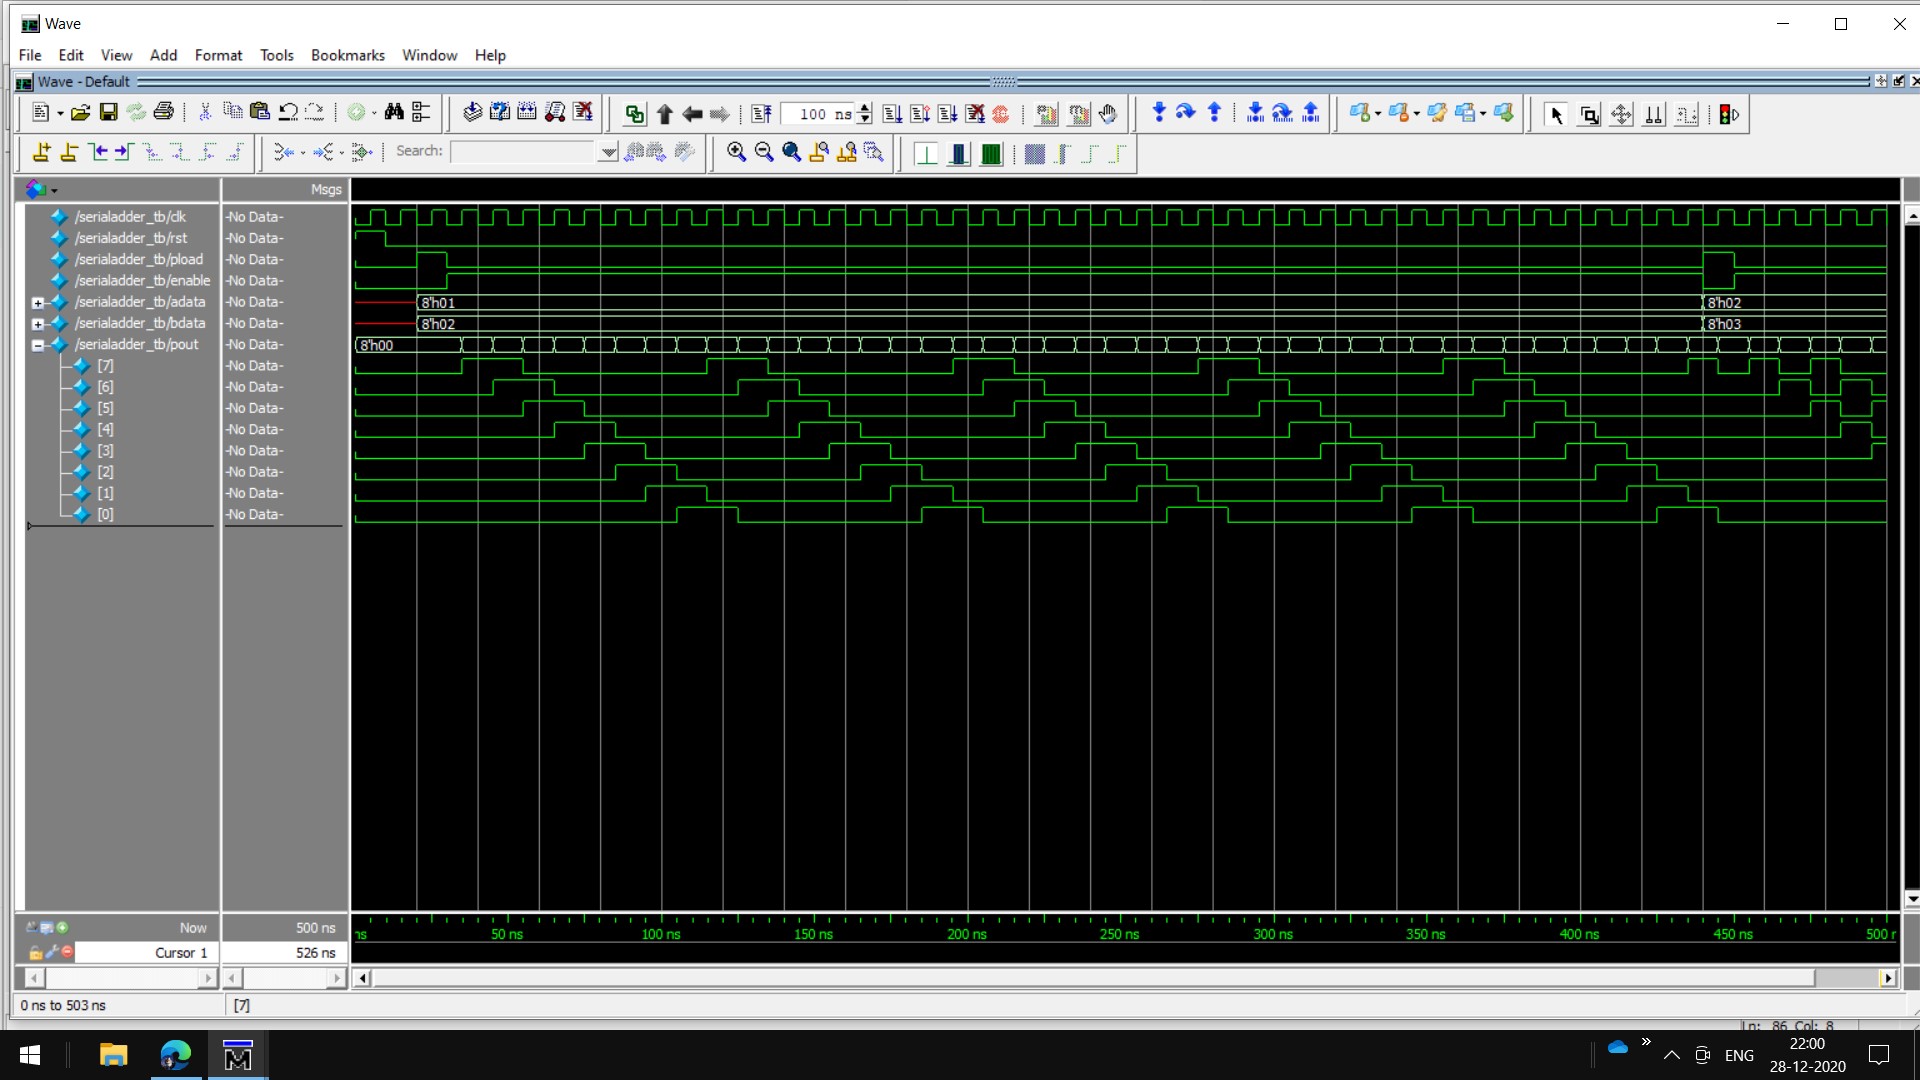 Wave
File Edit View Add Format Tools Bookmarks Window Help
Wave - Default
100 ns
Search:
Msgs
/serialadder_tb/clk -No Data-
/serialadder_tb/rst -No Data-
/serialadder_tb/pload -No Data-
/serialadder_tb/enable -No Data-
/serialadder_tb/adata -No Data- 8'h01 8'h02
/serialadder_tb/bdata -No Data- 8'h02 8'h03
/serialadder_tb/pout -No Data- 8'h00
[7] -No Data-
[6] -No Data-
[5] -No Data-
[4] -No Data-
[3] -No Data-
[2] -No Data-
[1] -No Data-
[0] -No Data-
Now 500 ns
ns 50 ns 100 ns 150 ns 200 ns 250 ns 300 ns 350 ns 400 ns 450 ns 500 n
Cursor 1 526 ns
0 ns to 503 ns [7]
Ln: 86 Col: 8
ENG
22:00
28-12-2020